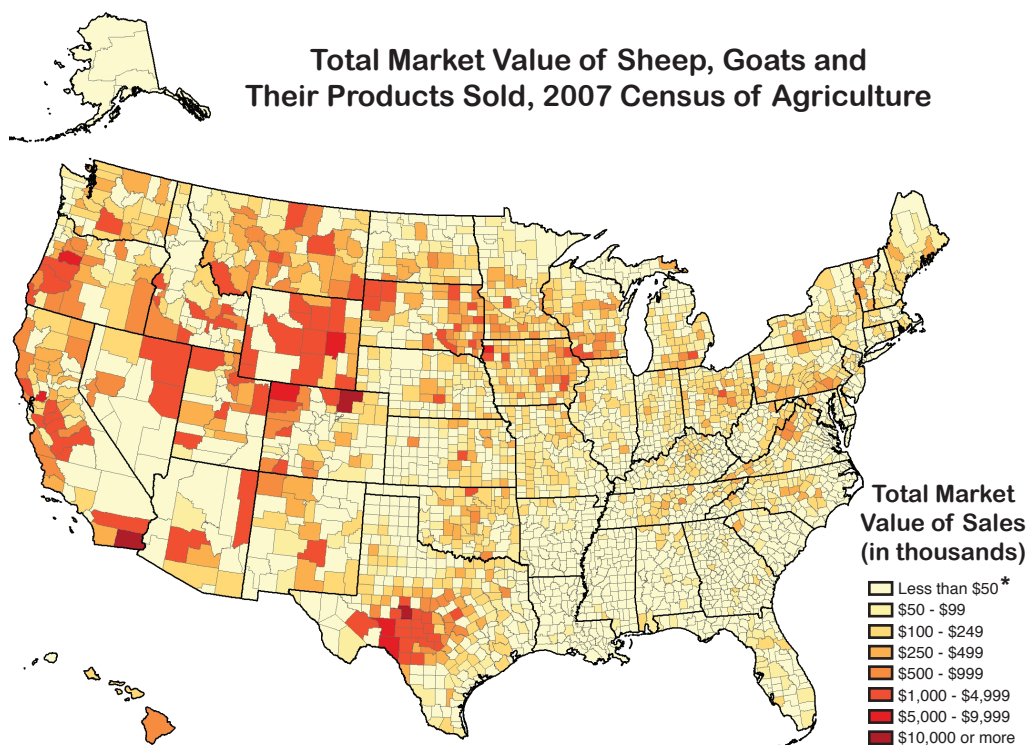 Total Market Value of Sheep, Goats and
Their Products Sold, 2007 Census of Agriculture
Total Market
Value of Sales
(in thousands)
Less than $50*
$50 - $99
$100 - $249
$250 - $499
$500 - $999
$1,000 - $4,999
$5,000 - $9,999
$10,000 or more